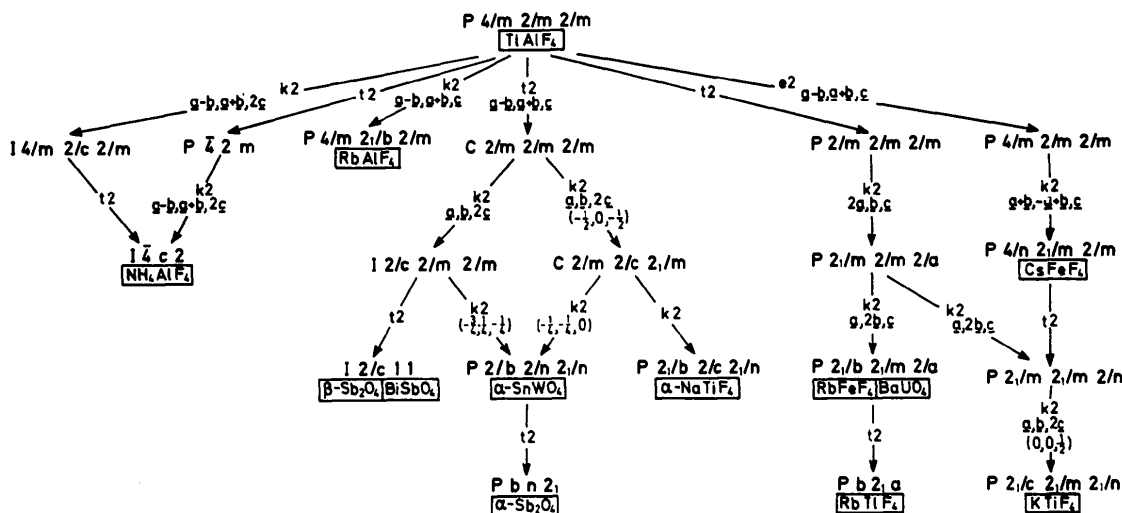 P 4/m 2/m 2/m
TlAlF₄
k2
a-b,a+b,2c
t2
k2
a-b,a+b,c
t2
a-b,a+b,c
t2
e2
a-b,a+b,c
I 4/m 2/c 2/m
P 4̅ 2 m
P 4/m 2₁/b 2/m
RbAlF₄
C 2/m 2/m 2/m
P 2/m 2/m 2/m
P 4/m 2/m 2/m
t2
k2
a-b,a+b,2c
k2
a,b,2c
k2
a,b,2c
(-½,0,-½)
k2
2a,b,c
k2
a+b,-a+b,c
I 4̅ c 2
NH₄AlF₄
I 2/c 2/m 2/m
C 2/m 2/c 2₁/m
P 2₁/m 2/m 2/a
P 4/n 2₁/m 2/m
CsFeF₄
t2
k2
(-¾,¼,-¼)
k2
(-¼,-¼,0)
k2
k2
a,2b,c
k2
a,2b,c
t2
I 2/c 1 1
β-Sb₂O₄ BiSbO₄
P 2/b 2/n 2₁/n
α-SnWO₄
P 2₁/b 2/c 2₁/n
α-NaTiF₄
P 2₁/b 2₁/m 2/a
RbFeF₄ BaUO₄
P 2₁/m 2₁/m 2/n
t2
t2
k2
a,b,2c
(0,0,½)
P b n 2₁
α-Sb₂O₄
P b 2₁ a
RbTlF₄
P 2₁/c 2₁/m 2₁/n
KTiF₄